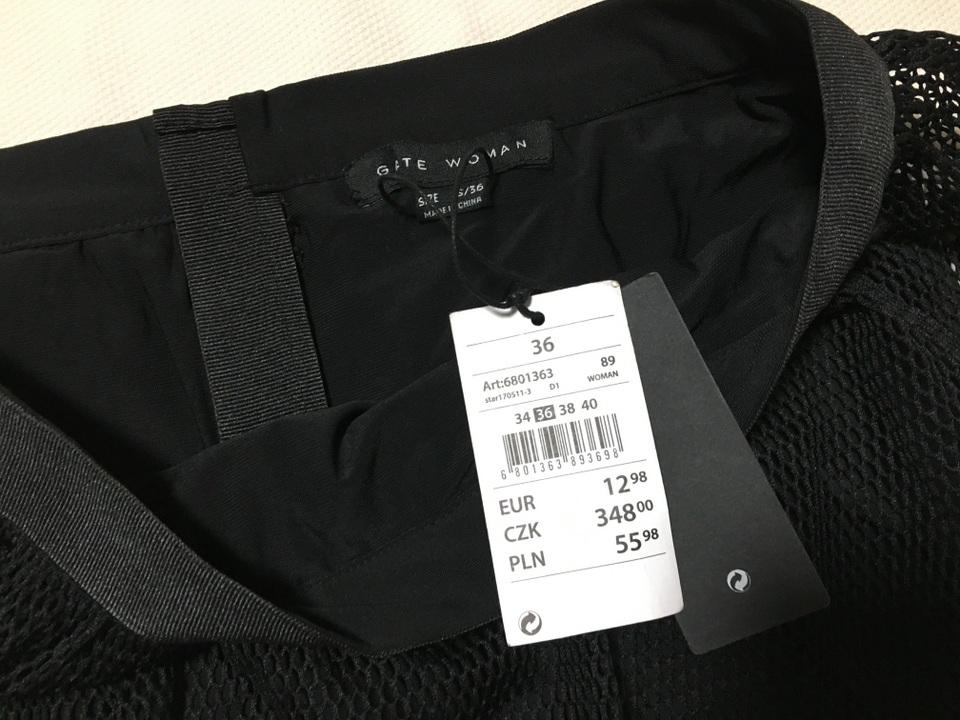 GATE WOMAN
SIZE S/36
MADE IN CHINA
36
Art:6801363 89
star170511-3 D1 WOMAN
34 36 38 40
6 801363 893698
EUR 12 98
CZK 348 00
PLN 55 98